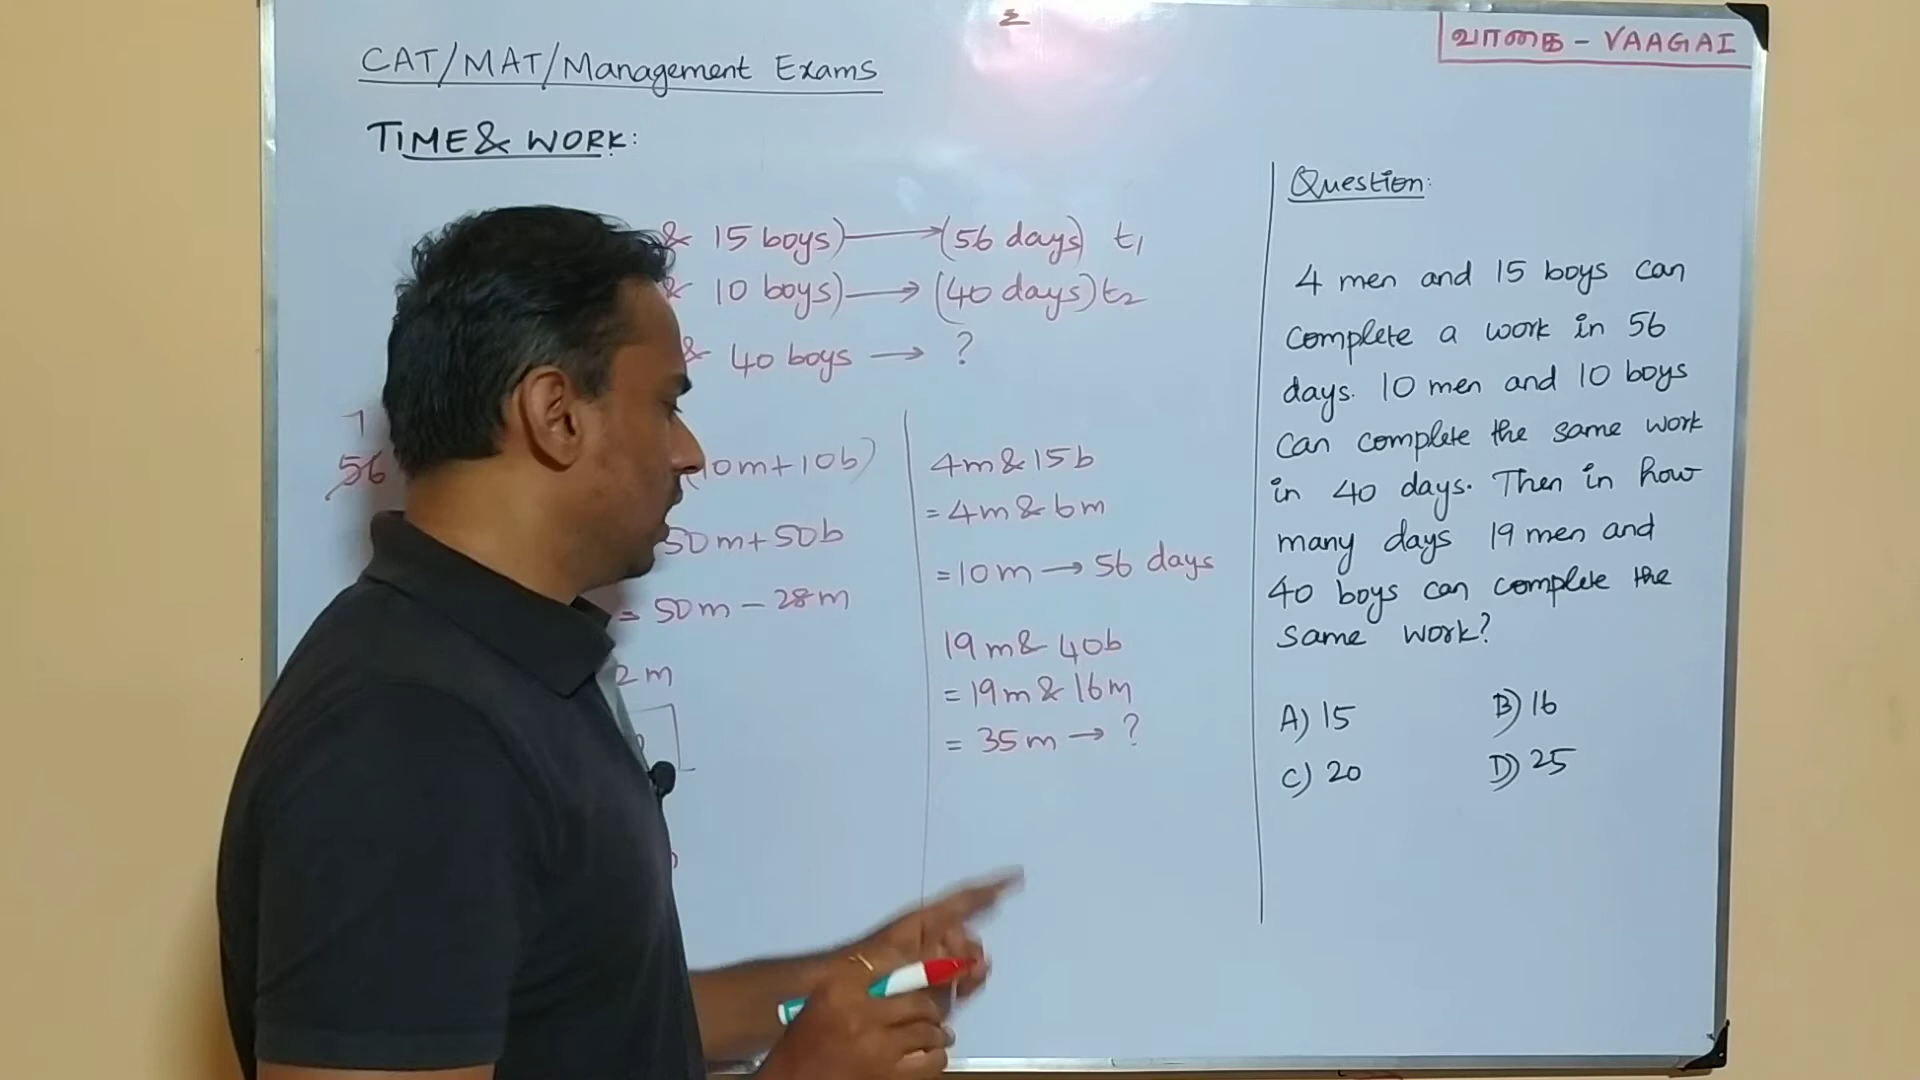 CAT/MAT/Management Exams
வாகை - VAAGAI
TIME & WORK:
& 15 boys) → (56 days) t1
& 10 boys) → (40 days) t2
& 40 boys → ?
7
56
(10m+10b)
50m+50b
= 50m - 28m
2m
4m & 15b
= 4m & 6m
= 10m → 56 days
19m & 40b
= 19m & 16m
= 35m → ?
Question:
4 men and 15 boys can
complete a work in 56
days. 10 men and 10 boys
can complete the same work
in 40 days. Then in how
many days 19 men and
40 boys can complete the
same work?
A) 15 B) 16
C) 20 D) 25